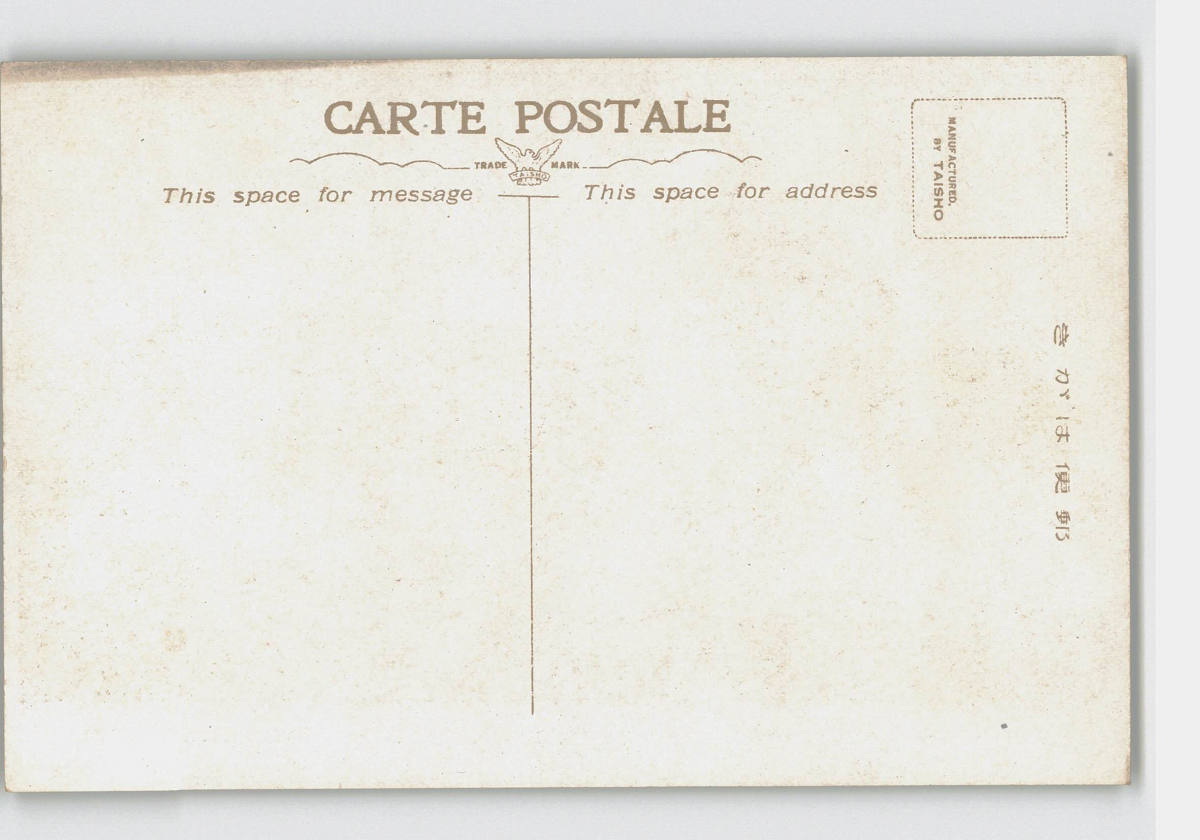 CARTE POSTALE
TRADE MARK
TAISHO
This space for message
This space for address
MANUFACTURED.
BY TAISHO
きがは便郵